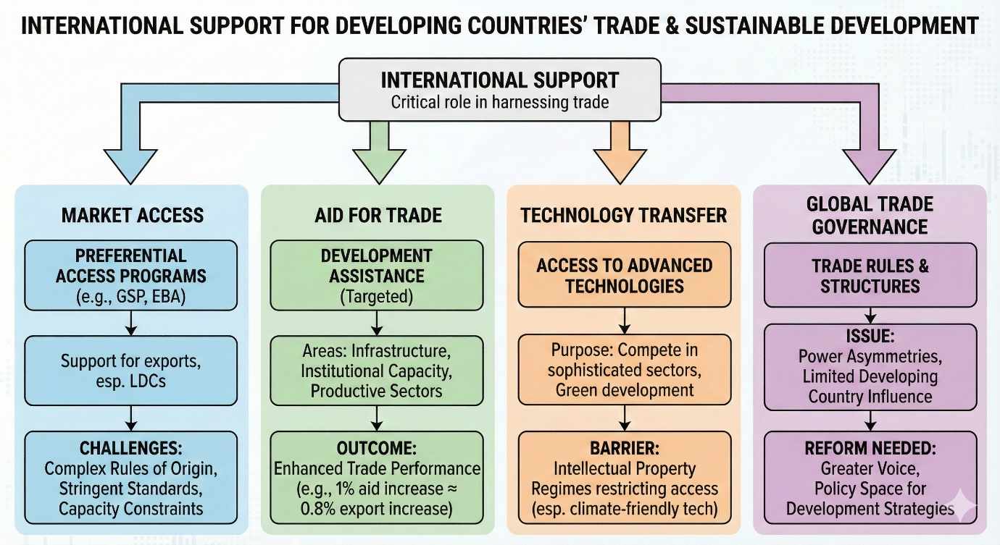 INTERNATIONAL SUPPORT FOR DEVELOPING COUNTRIES’ TRADE & SUSTAINABLE DEVELOPMENT
INTERNATIONAL SUPPORT
Critical role in harnessing trade
MARKET ACCESS
PREFERENTIAL
ACCESS PROGRAMS
(e.g., GSP, EBA)
Support for exports,
esp. LDCs
CHALLENGES:
Complex Rules of Origin,
Stringent Standards,
Capacity Constraints
AID FOR TRADE
DEVELOPMENT
ASSISTANCE
(Targeted)
Areas: Infrastructure,
Institutional Capacity,
Productive Sectors
OUTCOME:
Enhanced Trade Performance
(e.g., 1% aid increase ≈
0.8% export increase)
TECHNOLOGY TRANSFER
ACCESS TO ADVANCED
TECHNOLOGIES
Purpose: Compete in
sophisticated sectors,
Green development
BARRIER:
Intellectual Property
Regimes restricting access
(esp. climate-friendly tech)
GLOBAL TRADE
GOVERNANCE
TRADE RULES &
STRUCTURES
ISSUE:
Power Asymmetries,
Limited Developing
Country Influence
REFORM NEEDED:
Greater Voice,
Policy Space for
Development Strategies